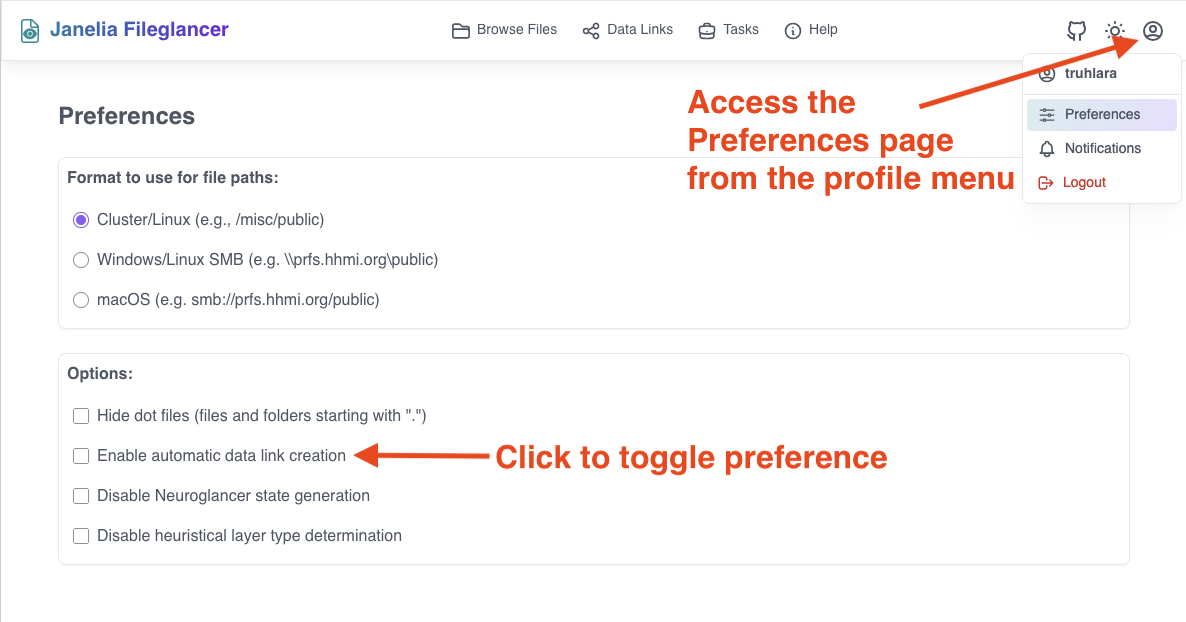 Janelia Fileglancer
Browse Files
Data Links
Tasks
Help
truhlara
Preferences
Notifications
Logout
Access the
Preferences page
from the profile menu
Preferences
Format to use for file paths:
Cluster/Linux (e.g., /misc/public)
Windows/Linux SMB (e.g. \\prfs.hhmi.org\public)
macOS (e.g. smb://prfs.hhmi.org/public)
Options:
Hide dot files (files and folders starting with ".")
Enable automatic data link creation
Click to toggle preference
Disable Neuroglancer state generation
Disable heuristical layer type determination